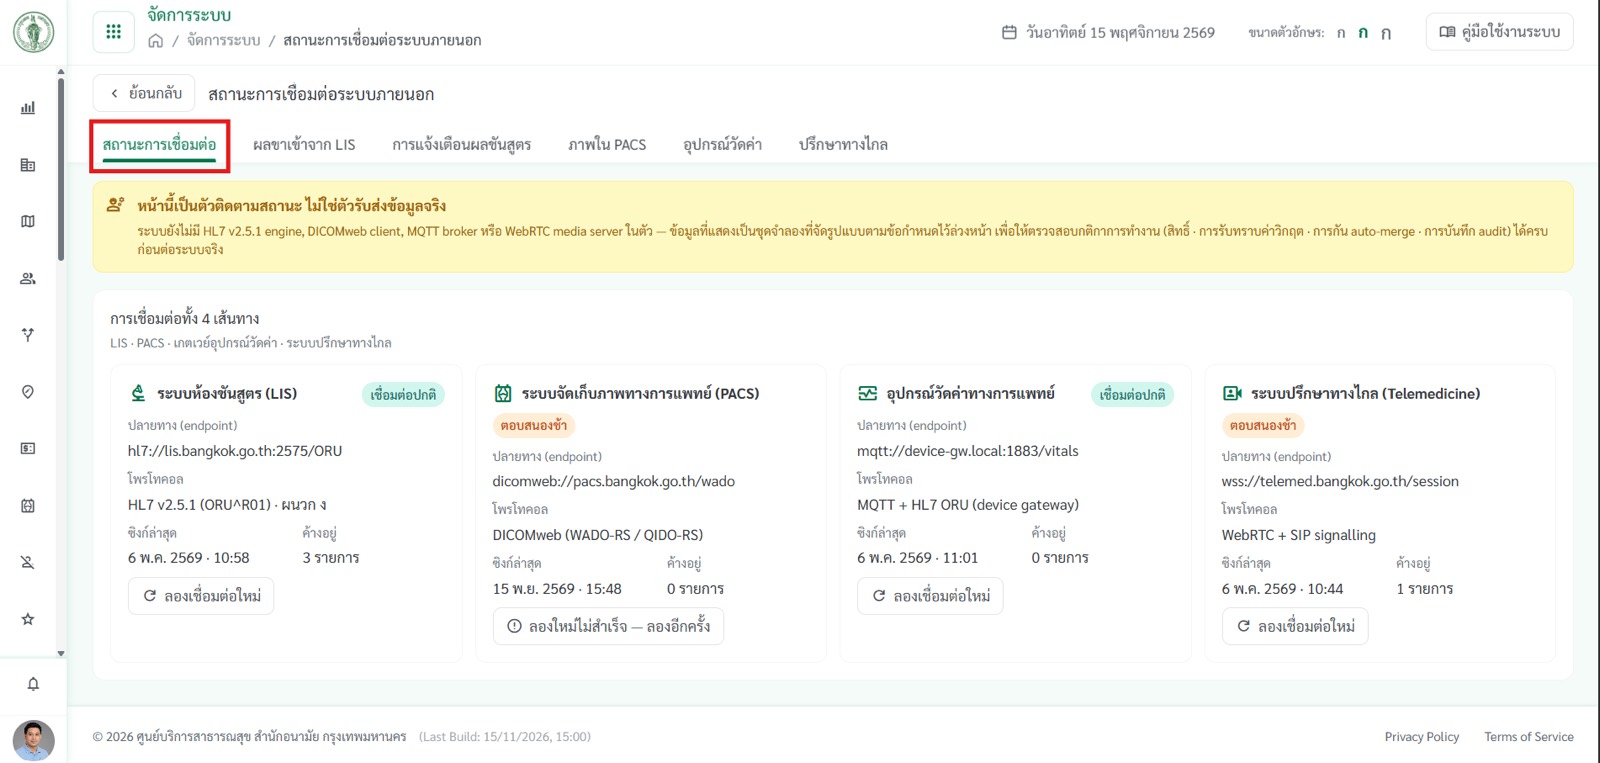 จัดการระบบ
/ จัดการระบบ / สถานะการเชื่อมต่อระบบภายนอก
วันอาทิตย์ 15 พฤศจิกายน 2569
ขนาดตัวอักษร: ก ก ก
คู่มือใช้งานระบบ
ย้อนกลับ
สถานะการเชื่อมต่อระบบภายนอก
สถานะการเชื่อมต่อ
ผลขาเข้าจาก LIS
การแจ้งเตือนผลชันสูตร
ภาพใน PACS
อุปกรณ์วัดค่า
ปรึกษาทางไกล
หน้านี้เป็นตัวติดตามสถานะ ไม่ใช่ตัวรับส่งข้อมูลจริง
ระบบยังไม่มี HL7 v2.5.1 engine, DICOMweb client, MQTT broker หรือ WebRTC media server ในตัว — ข้อมูลที่แสดงเป็นชุดจำลองที่จัดรูปแบบตามข้อกำหนดไว้ล่วงหน้า เพื่อให้ตรวจสอบกติกาการทำงาน (สิทธิ์ · การรับทราบค่าวิกฤต · การกัน auto-merge · การบันทึก audit) ได้ครบ
ก่อนต่อระบบจริง
การเชื่อมต่อทั้ง 4 เส้นทาง
LIS · PACS · เกตเวย์อุปกรณ์วัดค่า · ระบบปรึกษาทางไกล
ระบบห้องชันสูตร (LIS)
เชื่อมต่อปกติ
ปลายทาง (endpoint)
hl7://lis.bangkok.go.th:2575/ORU
โพรโทคอล
HL7 v2.5.1 (ORU^R01) · ผนวก ง
ซิงก์ล่าสุด
ค้างอยู่
6 พ.ค. 2569 · 10:58
3 รายการ
ลองเชื่อมต่อใหม่
ระบบจัดเก็บภาพทางการแพทย์ (PACS)
ตอบสนองช้า
ปลายทาง (endpoint)
dicomweb://pacs.bangkok.go.th/wado
โพรโทคอล
DICOMweb (WADO-RS / QIDO-RS)
ซิงก์ล่าสุด
ค้างอยู่
15 พ.ย. 2569 · 15:48
0 รายการ
ลองใหม่ไม่สำเร็จ — ลองอีกครั้ง
อุปกรณ์วัดค่าทางการแพทย์
เชื่อมต่อปกติ
ปลายทาง (endpoint)
mqtt://device-gw.local:1883/vitals
โพรโทคอล
MQTT + HL7 ORU (device gateway)
ซิงก์ล่าสุด
ค้างอยู่
6 พ.ค. 2569 · 11:01
0 รายการ
ลองเชื่อมต่อใหม่
ระบบปรึกษาทางไกล (Telemedicine)
ตอบสนองช้า
ปลายทาง (endpoint)
wss://telemed.bangkok.go.th/session
โพรโทคอล
WebRTC + SIP signalling
ซิงก์ล่าสุด
ค้างอยู่
6 พ.ค. 2569 · 10:44
1 รายการ
ลองเชื่อมต่อใหม่
© 2026 ศูนย์บริการสาธารณสุข สำนักอนามัย กรุงเทพมหานคร
(Last Build: 15/11/2026, 15:00)
Privacy Policy
Terms of Service